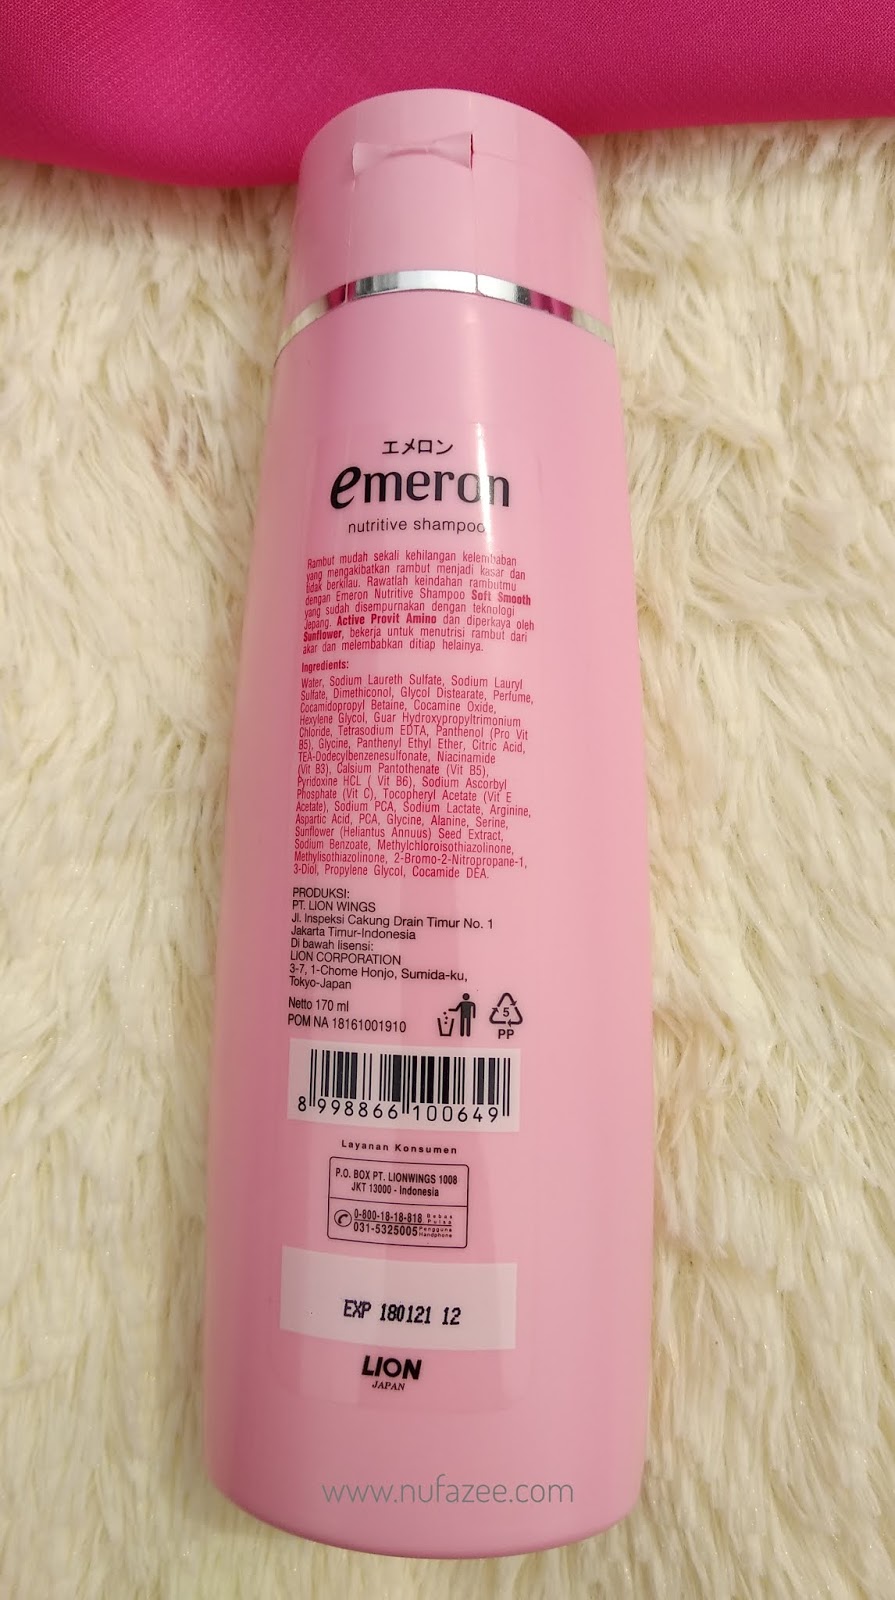 エメロン
emeron
nutritive shampoo
Rambut mudah sekali kehilangan kelembaban
yang mengakibatkan rambut menjadi kasar dan
tidak berkilau. Rawatlah keindahan rambutmu
dengan Emeron Nutritive Shampoo Soft Smooth
yang sudah disempurnakan dengan teknologi
Jepang. Active Provit Amino dan diperkaya oleh
Sunflower, bekerja untuk menutrisi rambut dari
akar dan melembabkan ditiap helainya.
Ingredients:
Water, Sodium Laureth Sulfate, Sodium Lauryl
Sulfate, Dimethiconol, Glycol Distearate, Perfume,
Cocamidopropyl Betaine, Cocamine Oxide,
Hexylene Glycol, Guar Hydroxypropyltrimonium
Chloride, Tetrasodium EDTA, Panthenol (Pro Vit
B5), Glycine, Panthenyl Ethyl Ether, Citric Acid,
TEA-Dodecylbenzenesulfonate, Niacinamide
(Vit B3), Calsium Pantothenate (Vit B5),
Pyridoxine HCL ( Vit B6), Sodium Ascorbyl
Phosphate (Vit C), Tocopheryl Acetate (Vit E
Acetate), Sodium PCA, Sodium Lactate, Arginine,
Aspartic Acid, PCA, Glycine, Alanine, Serine,
Sunflower (Heliantus Annuus) Seed Extract,
Sodium Benzoate, Methylchloroisothiazolinone,
Methylisothiazolinone, 2-Bromo-2-Nitropropane-1,
3-Diol, Propylene Glycol, Cocamide DEA.
PRODUKSI:
PT. LION WINGS
Jl. Inspeksi Cakung Drain Timur No. 1
Jakarta Timur-Indonesia
Di bawah lisensi:
LION CORPORATION
3-7, 1-Chome Honjo, Sumida-ku,
Tokyo-Japan
Netto 170 ml
POM NA 18161001910
5
PP
8 998866 100649
Layanan Konsumen
P.O. BOX PT. LIONWINGS 1008
JKT 13000 - Indonesia
0-800-18-18-818 Bebas Pulsa
031-5325005 Pengguna Handphone
EXP 180121 12
LION
JAPAN
www.nufazee.com